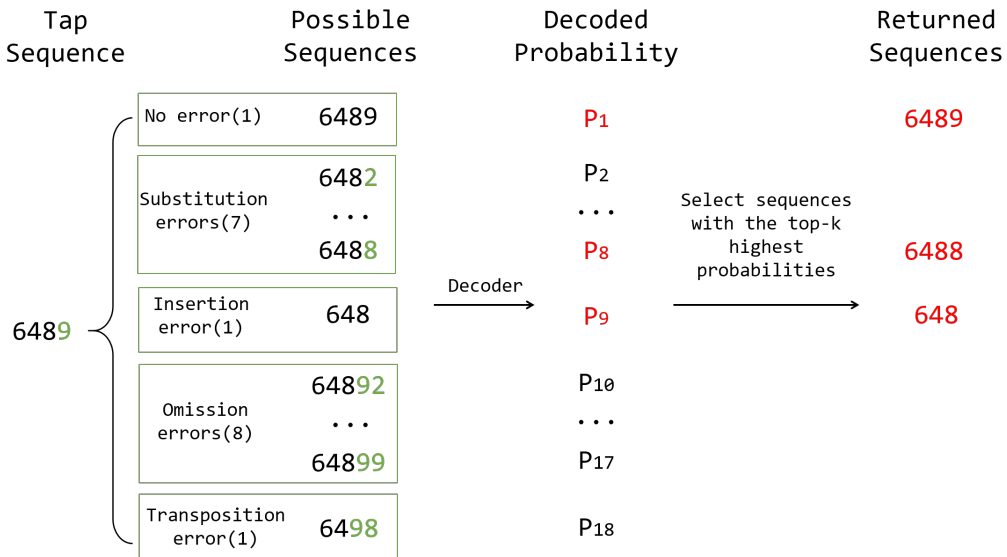 Tap
Sequence
Possible
Sequences
Decoded
Probability
Returned
Sequences
6489
No error(1)
6489
Substitution
errors(7)
6482
...
6488
Insertion
error(1)
648
Omission
errors(8)
64892
...
64899
Transposition
error(1)
6498
Decoder
P1
P2
...
P8
P9
P10
...
P17
P18
Select sequences
with the top-k
highest
probabilities
6489
6488
648